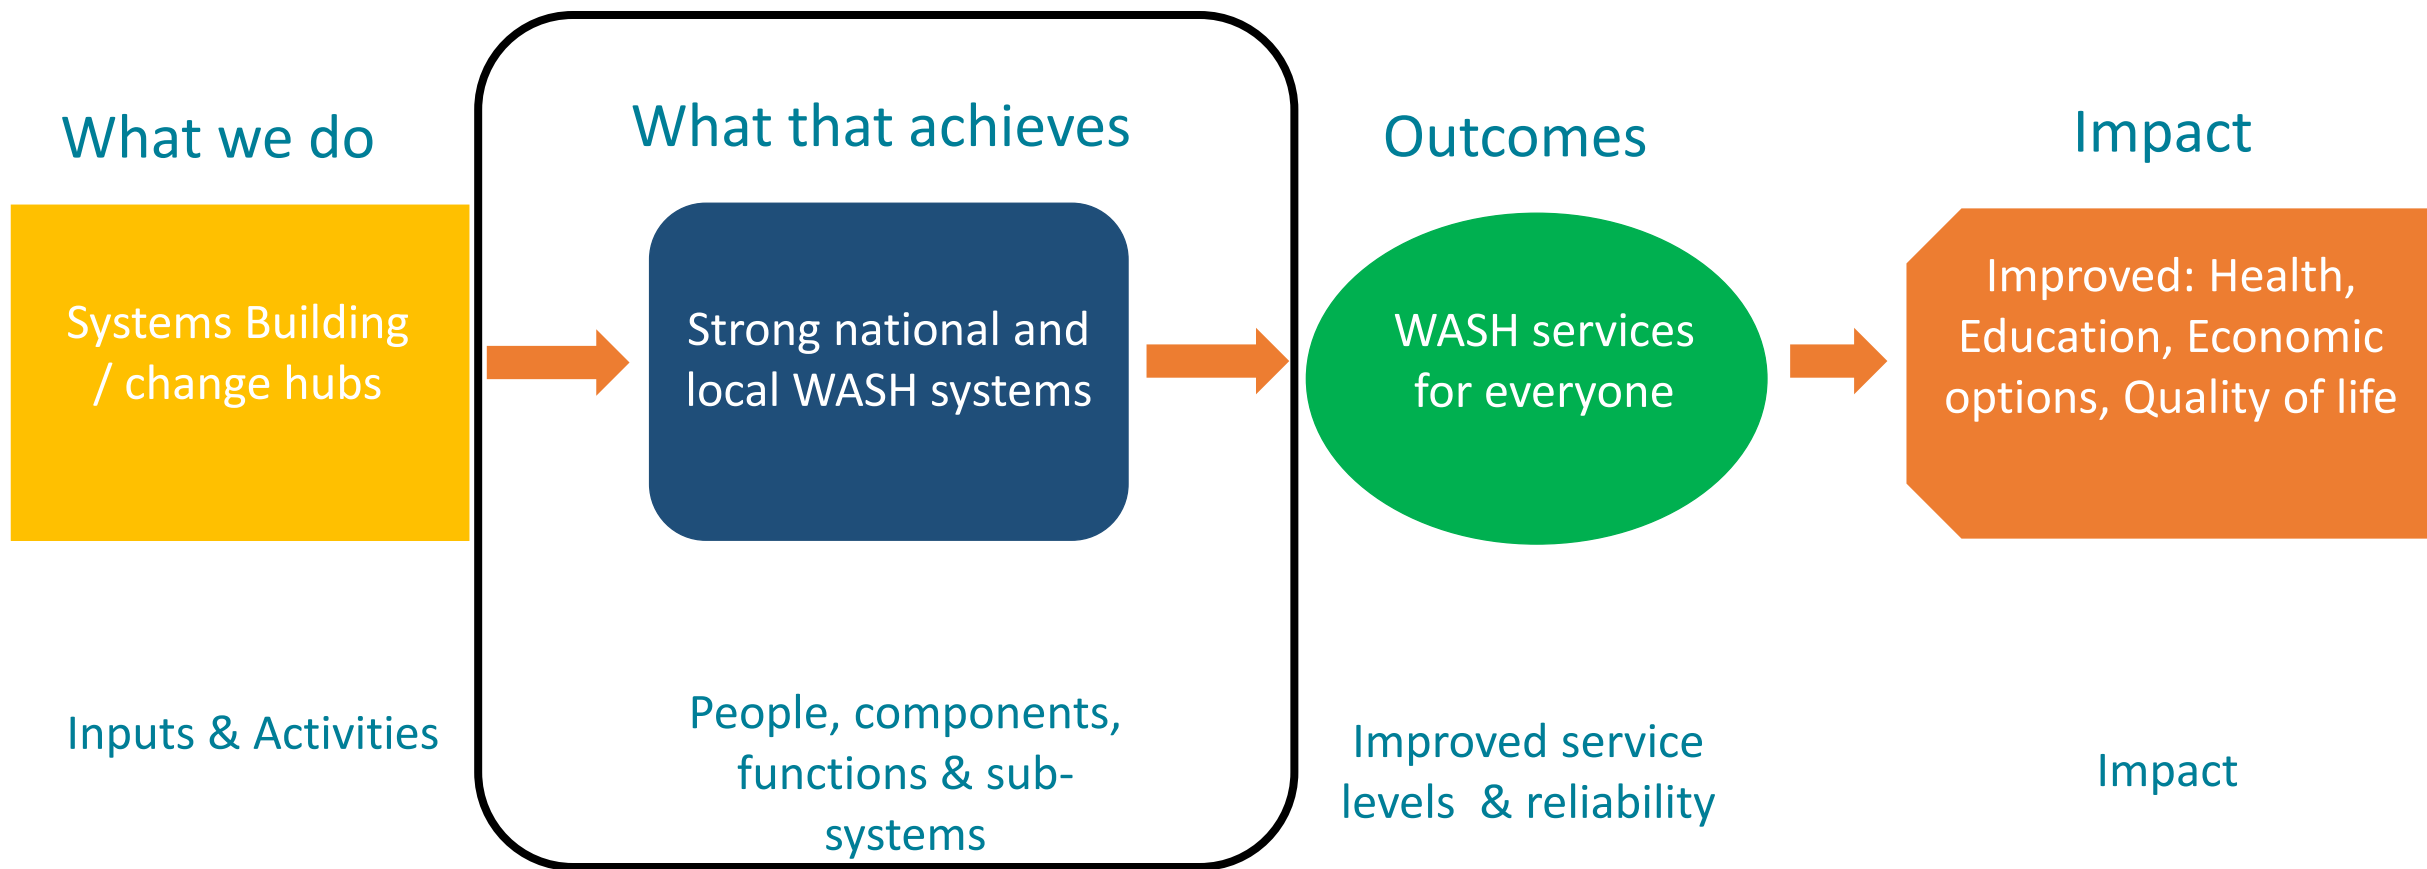 What we do
What that achieves
Outcomes
Impact
Systems Building
/ change hubs
Strong national and
local WASH systems
WASH services
for everyone
Improved: Health,
Education, Economic
options, Quality of life
Inputs & Activities
People, components,
functions & sub-
systems
Improved service
levels & reliability
Impact